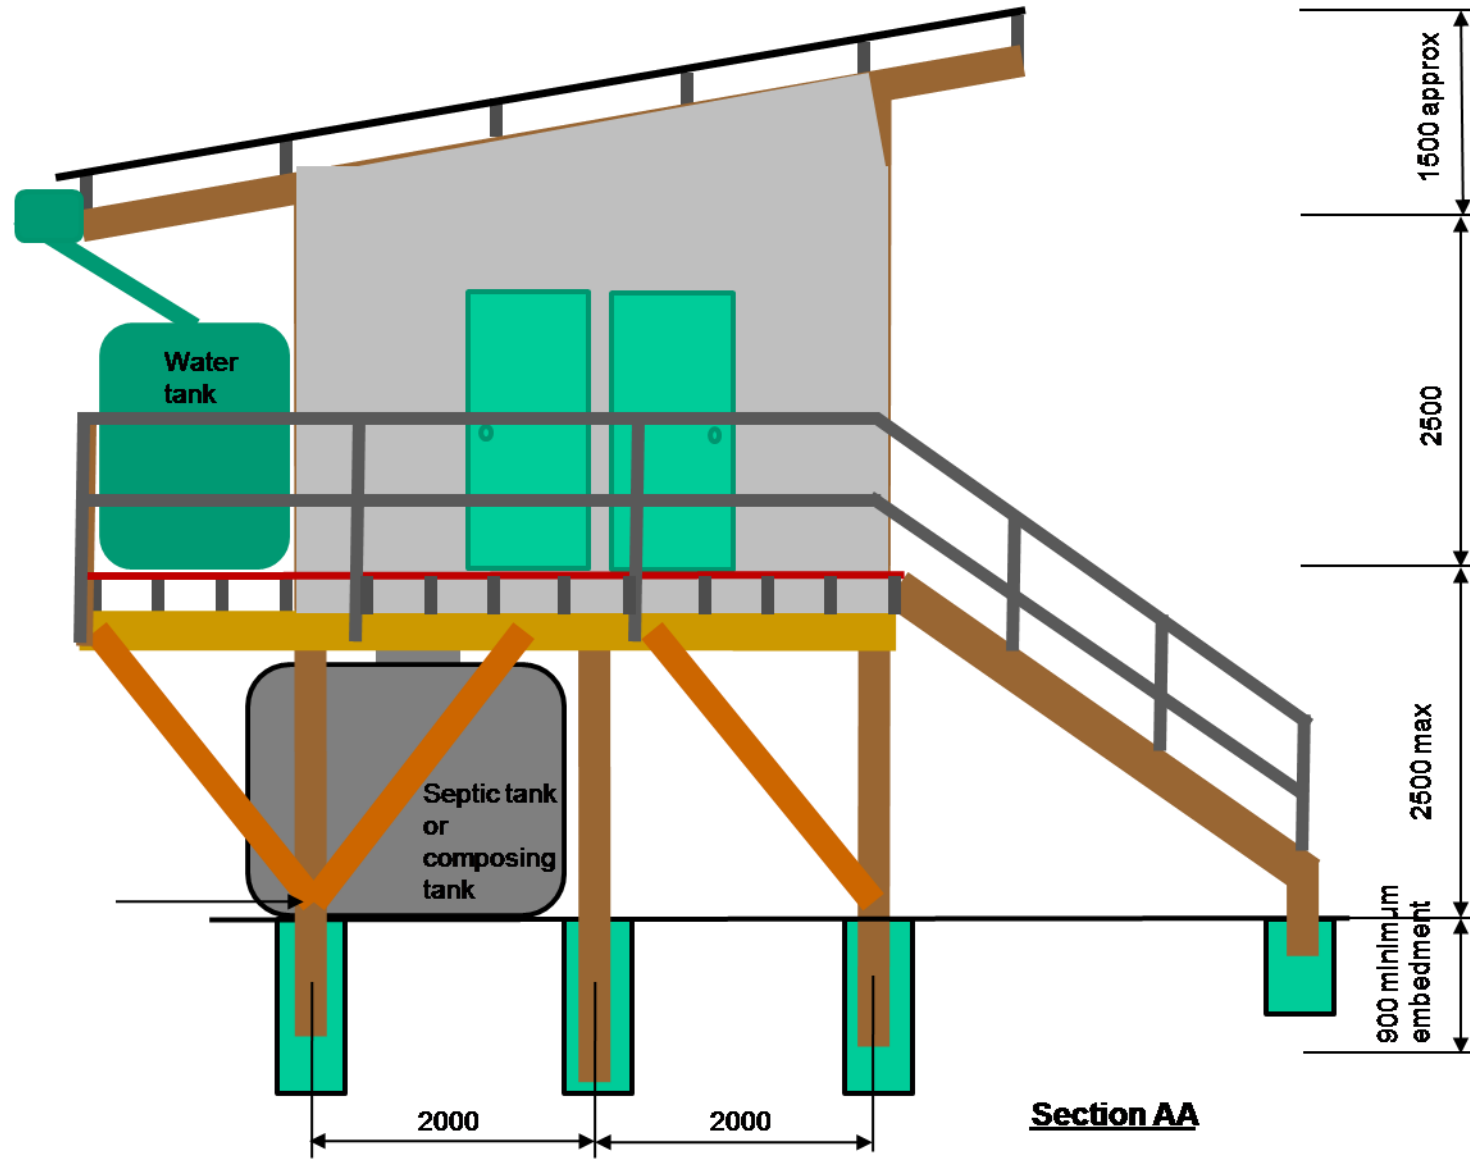 1500 approx
Water
tank
2500
Septic tank
or
composing
tank
2500 max
900 minimum
embedment
2000
2000
Section AA